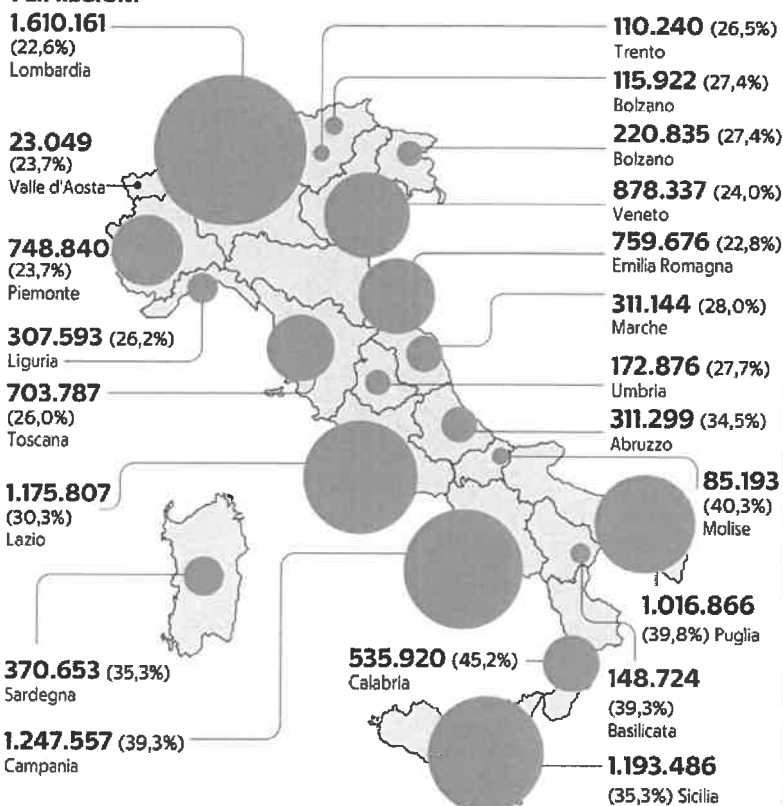 1.610.161
(22,6%)
Lombardia
23.049
(23,7%)
Valle d'Aosta
748.840
(23,7%)
Piemonte
307.593 (26,2%)
Liguria
703.787
(26,0%)
Toscana
1.175.807
(30,3%)
Lazio
370.653 (35,3%)
Sardegna
1.247.557 (39,3%)
Campania
110.240 (26,5%)
Trento
115.922 (27,4%)
Bolzano
220.835 (27,4%)
Bolzano
878.337 (24,0%)
Veneto
759.676 (22,8%)
Emilia Romagna
311.144 (28,0%)
Marche
172.876 (27,7%)
Umbria
311.299 (34,5%)
Abruzzo
85.193
(40,3%)
Molise
1.016.866
(39,8%) Puglia
535.920 (45,2%)
Calabria
148.724
(39,3%)
Basilicata
1.193.486
(35,3%) Sicilia